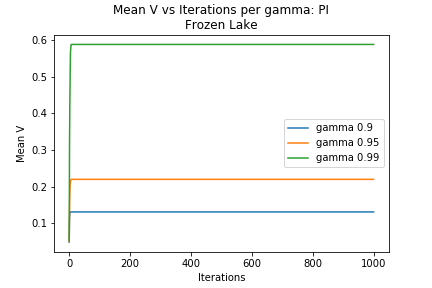 Mean V vs Iterations per gamma: PI
Frozen Lake
Mean V
0.6
0.5
0.4
0.3
0.2
0.1
gamma 0.9
gamma 0.95
gamma 0.99
0 200 400 600 800 1000
Iterations